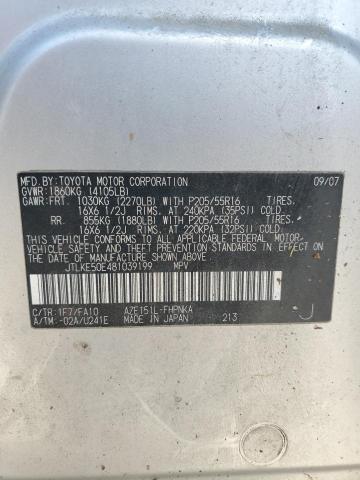 MFD.BY:TOYOTA MOTOR CORPORATION 09/07
GVWR: 1860KG (4105LB)
GAWR:FRT. 1030KG (2270LB) WITH P205/55R16 TIRES.
16X6 1/2J RIMS. AT 240KPA (35PSI) COLD.
RR. 855KG (1880LB) WITH P205/55R16 TIRES.
16X6 1/2J RIMS. AT 220KPA (32PSI) COLD.
THIS VEHICLE CONFORMS TO ALL APPLICABLE FEDERAL MOTOR
VEHICLE SAFETY AND THEFT PREVENTION STANDARDS IN EFFECT ON
THE DATE OF MANUFACTURE SHOWN ABOVE.
JTLKE50E481039199 MPV
C/TR:1F7/FA10 AZE151L-FHPNKA
A/TM:-02A/U241E MADE IN JAPAN 213 J